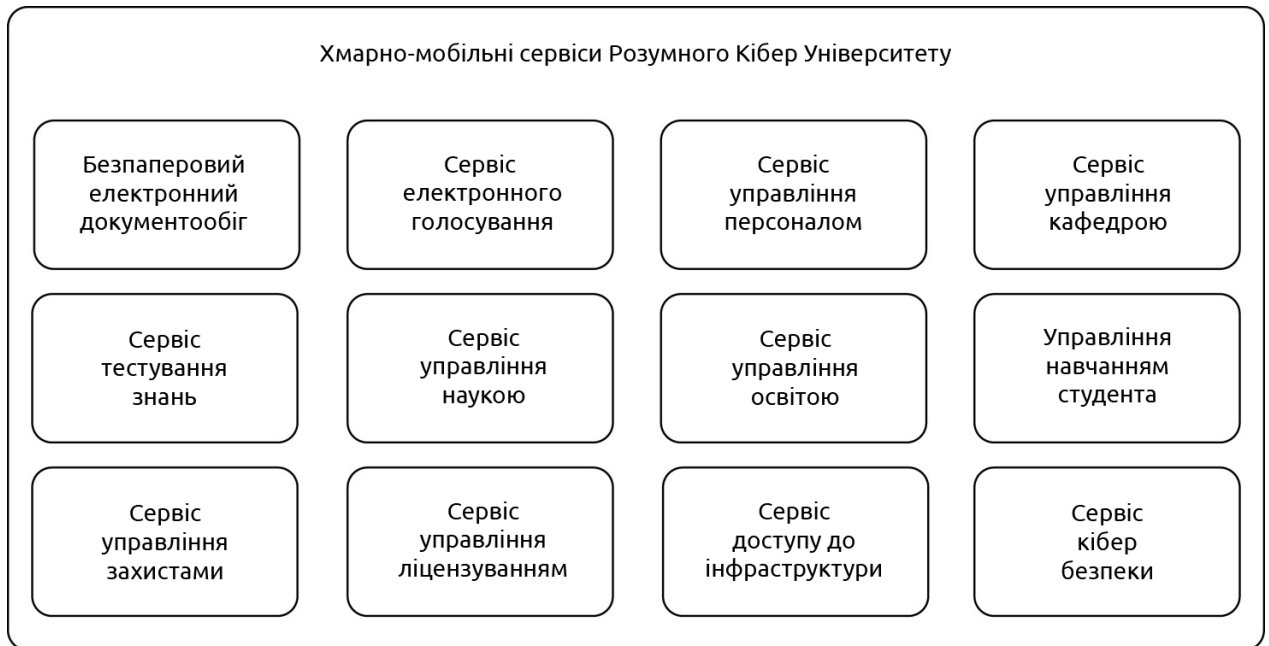 Хмарно-мобільні сервіси Розумного Кібер Університету
Безпаперовий
електронний
документообіг
Сервіс
електронного
голосування
Сервіс
управління
персоналом
Сервіс
управління
кафедрою
Сервіс
тестування
знань
Сервіс
управління
наукою
Сервіс
управління
освітою
Управління
навчанням
студента
Сервіс
управління
захистами
Сервіс
управління
ліцензуванням
Сервіс
доступу до
інфраструктури
Сервіс
кібер
безпеки